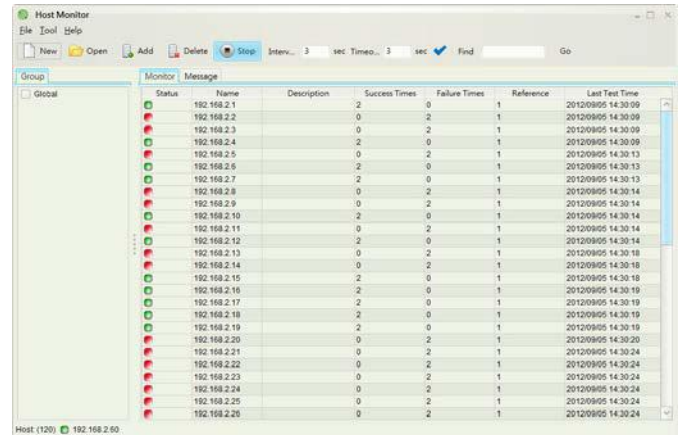 Host Monitor
File Tool Help
New Open Add Delete Stop Interv... 3 sec Timeo... 3 sec Find Go
Group Monitor Message
Global
Status Name Description Success Times Failure Times Reference Last Test Time
192.168.2.1 2 0 1 2012/09/05 14:30:09
192.168.2.2 0 2 1 2012/09/05 14:30:09
192.168.2.3 0 2 1 2012/09/05 14:30:09
192.168.2.4 2 0 1 2012/09/05 14:30:09
192.168.2.5 0 2 1 2012/09/05 14:30:13
192.168.2.6 2 0 1 2012/09/05 14:30:13
192.168.2.7 2 0 1 2012/09/05 14:30:13
192.168.2.8 0 2 1 2012/09/05 14:30:14
192.168.2.9 0 2 1 2012/09/05 14:30:14
192.168.2.10 2 0 1 2012/09/05 14:30:14
192.168.2.11 0 2 1 2012/09/05 14:30:14
192.168.2.12 2 0 1 2012/09/05 14:30:14
192.168.2.13 0 2 1 2012/09/05 14:30:18
192.168.2.14 0 2 1 2012/09/05 14:30:18
192.168.2.15 2 0 1 2012/09/05 14:30:18
192.168.2.16 2 0 1 2012/09/05 14:30:19
192.168.2.17 2 0 1 2012/09/05 14:30:19
192.168.2.18 2 0 1 2012/09/05 14:30:19
192.168.2.19 2 0 1 2012/09/05 14:30:19
192.168.2.20 0 2 1 2012/09/05 14:30:20
192.168.2.21 0 2 1 2012/09/05 14:30:24
192.168.2.22 0 2 1 2012/09/05 14:30:24
192.168.2.23 0 2 1 2012/09/05 14:30:24
192.168.2.24 0 2 1 2012/09/05 14:30:24
192.168.2.25 0 2 1 2012/09/05 14:30:24
192.168.2.26 0 2 1 2012/09/05 14:30:24
Host (120) 192.168.2.60